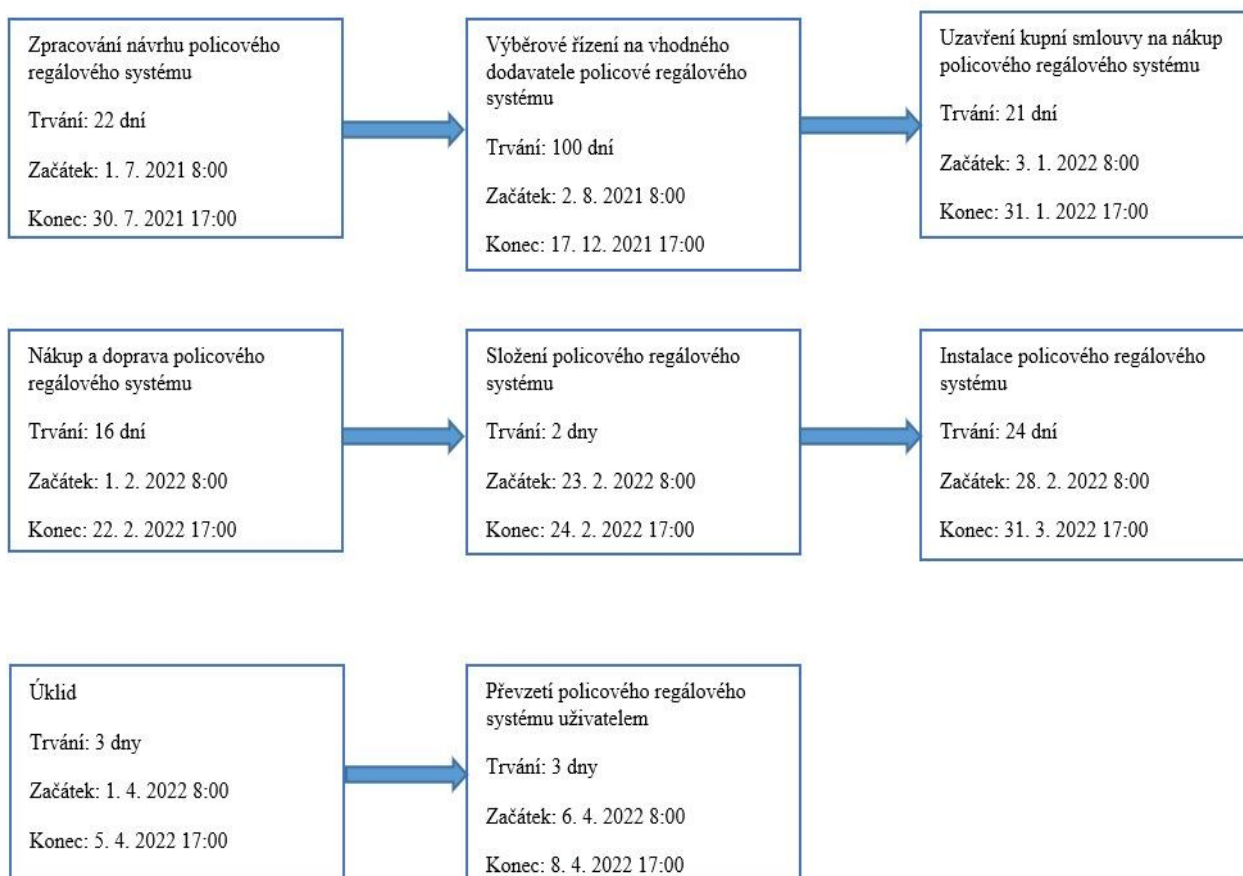 Zpracování návrhu policového
regálového systému
Trvání: 22 dní
Začátek: 1. 7. 2021 8:00
Konec: 30. 7. 2021 17:00
Výběrové řízení na vhodného
dodavatele policové regálového
systému
Trvání: 100 dní
Začátek: 2. 8. 2021 8:00
Konec: 17. 12. 2021 17:00
Uzavření kupní smlouvy na nákup
policového regálového systému
Trvání: 21 dní
Začátek: 3. 1. 2022 8:00
Konec: 31. 1. 2022 17:00
Nákup a doprava policového
regálového systému
Trvání: 16 dní
Začátek: 1. 2. 2022 8:00
Konec: 22. 2. 2022 17:00
Složení policového regálového
systému
Trvání: 2 dny
Začátek: 23. 2. 2022 8:00
Konec: 24. 2. 2022 17:00
Instalace policového regálového
systému
Trvání: 24 dní
Začátek: 28. 2. 2022 8:00
Konec: 31. 3. 2022 17:00
Úklid
Trvání: 3 dny
Začátek: 1. 4. 2022 8:00
Konec: 5. 4. 2022 17:00
Převzetí policového regálového
systému uživatelem
Trvání: 3 dny
Začátek: 6. 4. 2022 8:00
Konec: 8. 4. 2022 17:00